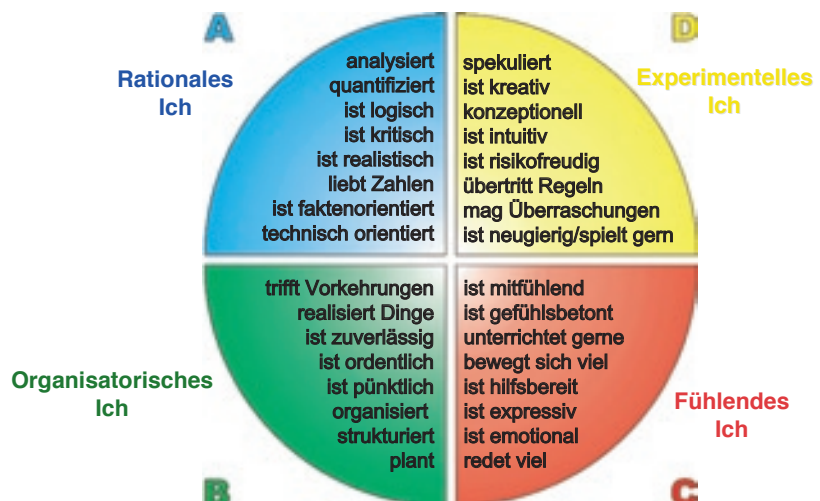 A
Rationales
Ich
analysiert
quantifiziert
ist logisch
ist kritisch
ist realistisch
liebt Zahlen
ist faktenorientiert
technisch orientiert
D
Experimentelles
Ich
spekuliert
ist kreativ
konzeptionell
ist intuitiv
ist risikofreudig
übertritt Regeln
mag Überraschungen
ist neugierig/spielt gern
Organisatorisches
Ich
trifft Vorkehrungen
realisiert Dinge
ist zuverlässig
ist ordentlich
ist pünktlich
organisiert
strukturiert
plant
B
ist mitfühlend
ist gefühlsbetont
unterrichtet gerne
bewegt sich viel
ist hilfsbereit
ist expressiv
ist emotional
redet viel
Fühlendes
Ich
C